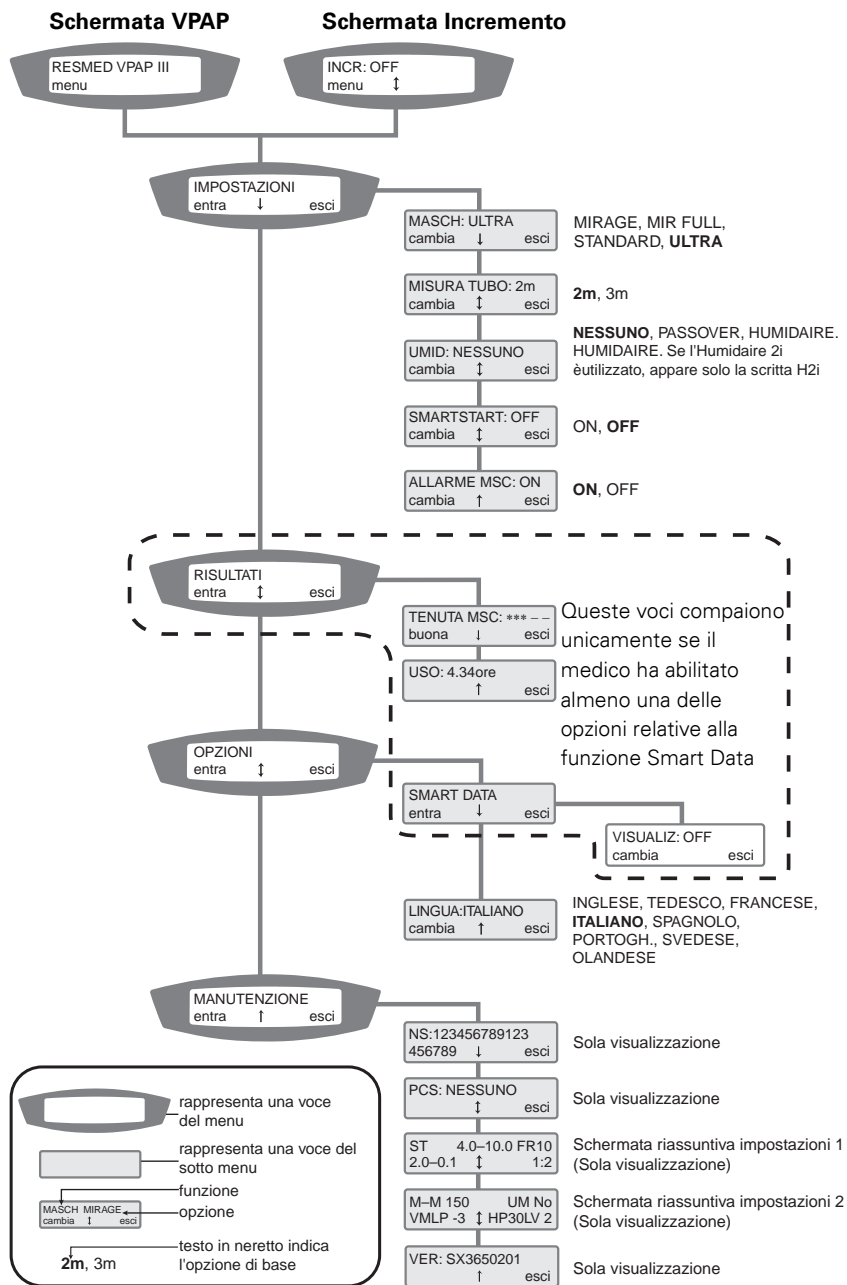 Schermata VPAP
Schermata Incremento
RESMED VPAP III
menu
INCR: OFF
menu ↕
IMPOSTAZIONI
entra ↓ esci
MASCH: ULTRA
cambia ↓ esci
MIRAGE, MIR FULL,
STANDARD, ULTRA
MISURA TUBO: 2m
cambia ↕ esci
2m, 3m
UMID: NESSUNO
cambia ↕ esci
NESSUNO, PASSOVER, HUMIDAIRE.
HUMIDAIRE. Se l'Humidaire 2i
èutilizzato, appare solo la scritta H2i
SMARTSTART: OFF
cambia ↕ esci
ON, OFF
ALLARME MSC: ON
cambia ↑ esci
ON, OFF
RISULTATI
entra ↕ esci
TENUTA MSC: *** – –
buona ↓ esci
USO: 4.34ore
↑ esci
Queste voci compaiono
unicamente se il
medico ha abilitato
almeno una delle
opzioni relative alla
funzione Smart Data
OPZIONI
entra ↕ esci
SMART DATA
entra ↓ esci
VISUALIZ: OFF
cambia esci
LINGUA:ITALIANO
cambia ↑ esci
INGLESE, TEDESCO, FRANCESE,
ITALIANO, SPAGNOLO,
PORTOGH., SVEDESE,
OLANDESE
MANUTENZIONE
entra ↑ esci
NS:123456789123
456789 ↓ esci
Sola visualizzazione
PCS: NESSUNO
↕ esci
Sola visualizzazione
ST 4.0–10.0 FR10
2.0–0.1 ↕ 1:2
Schermata riassuntiva impostazioni 1
(Sola visualizzazione)
M–M 150 UM No
VMLP -3 ↕ HP30LV 2
Schermata riassuntiva impostazioni 2
(Sola visualizzazione)
VER: SX3650201
↑ esci
Sola visualizzazione
rappresenta una voce
del menu
rappresenta una voce del
sotto menu
funzione
MASCH MIRAGE
cambia ↕ esci
opzione
2m, 3m
testo in neretto indica
l'opzione di base